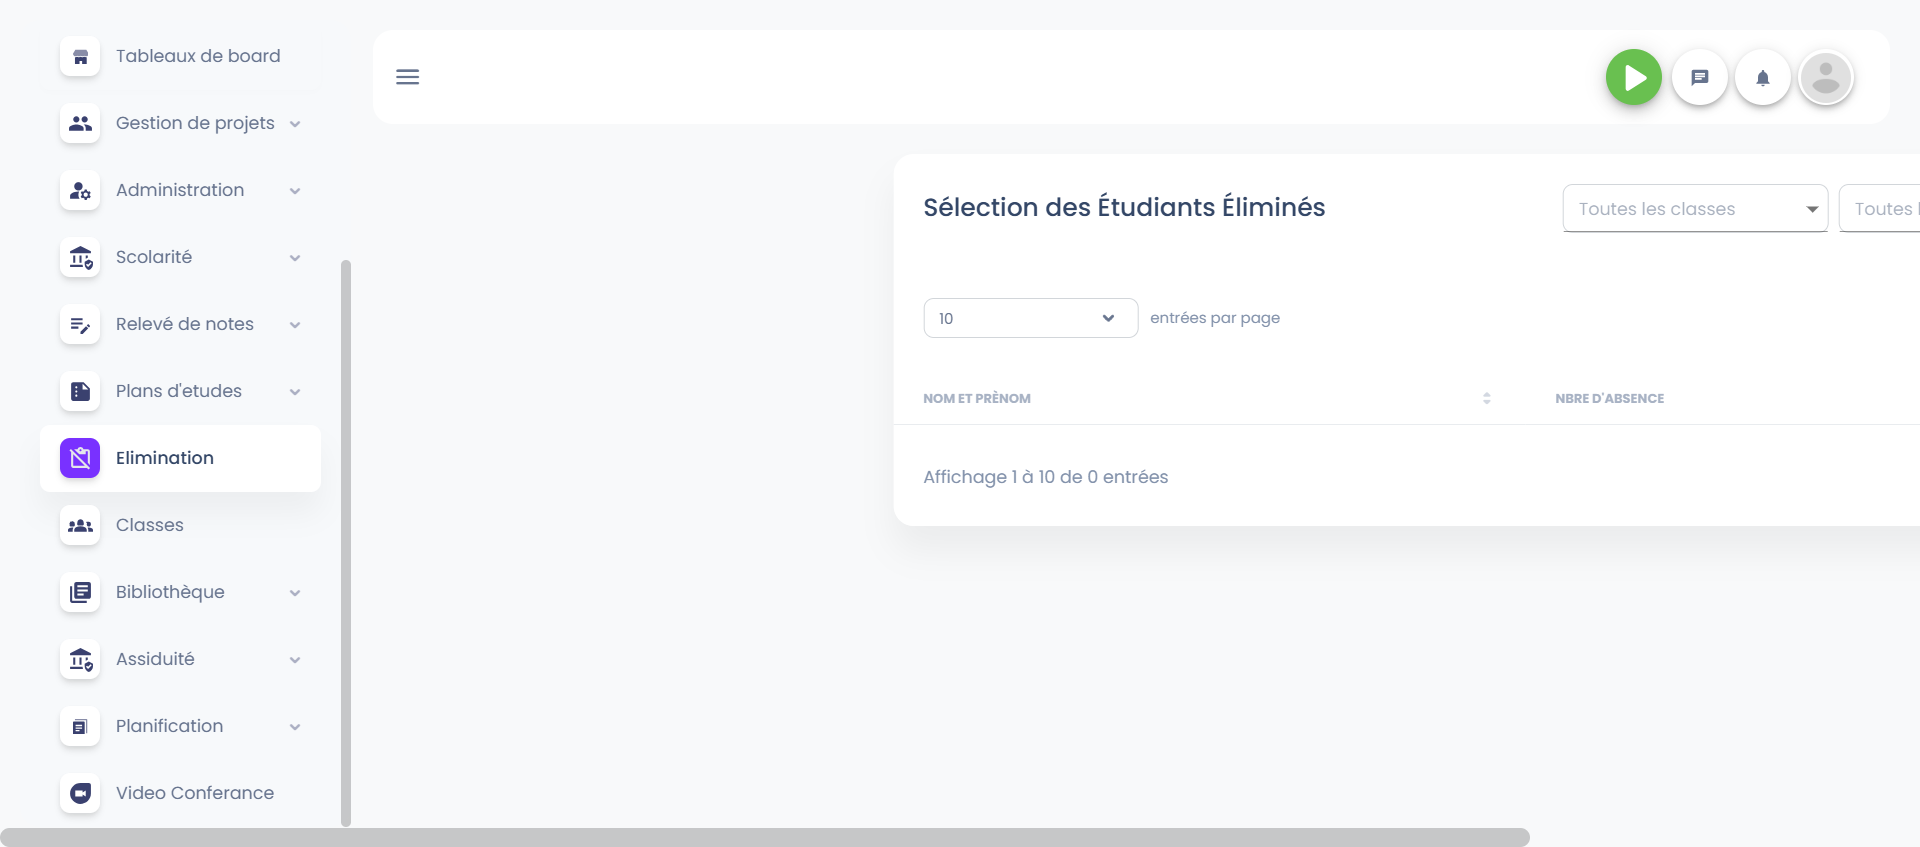 Tableaux de board
Gestion de projets
Administration
Scolarité
Relevé de notes
Plans d'etudes
Elimination
Classes
Bibliothèque
Assiduité
Planification
Video Conferance
Sélection des Étudiants Éliminés
Toutes les classes
Toutes
10
entrées par page
NOM ET PRÈNOM
NBRE D'ABSENCE
Affichage 1 à 10 de 0 entrées